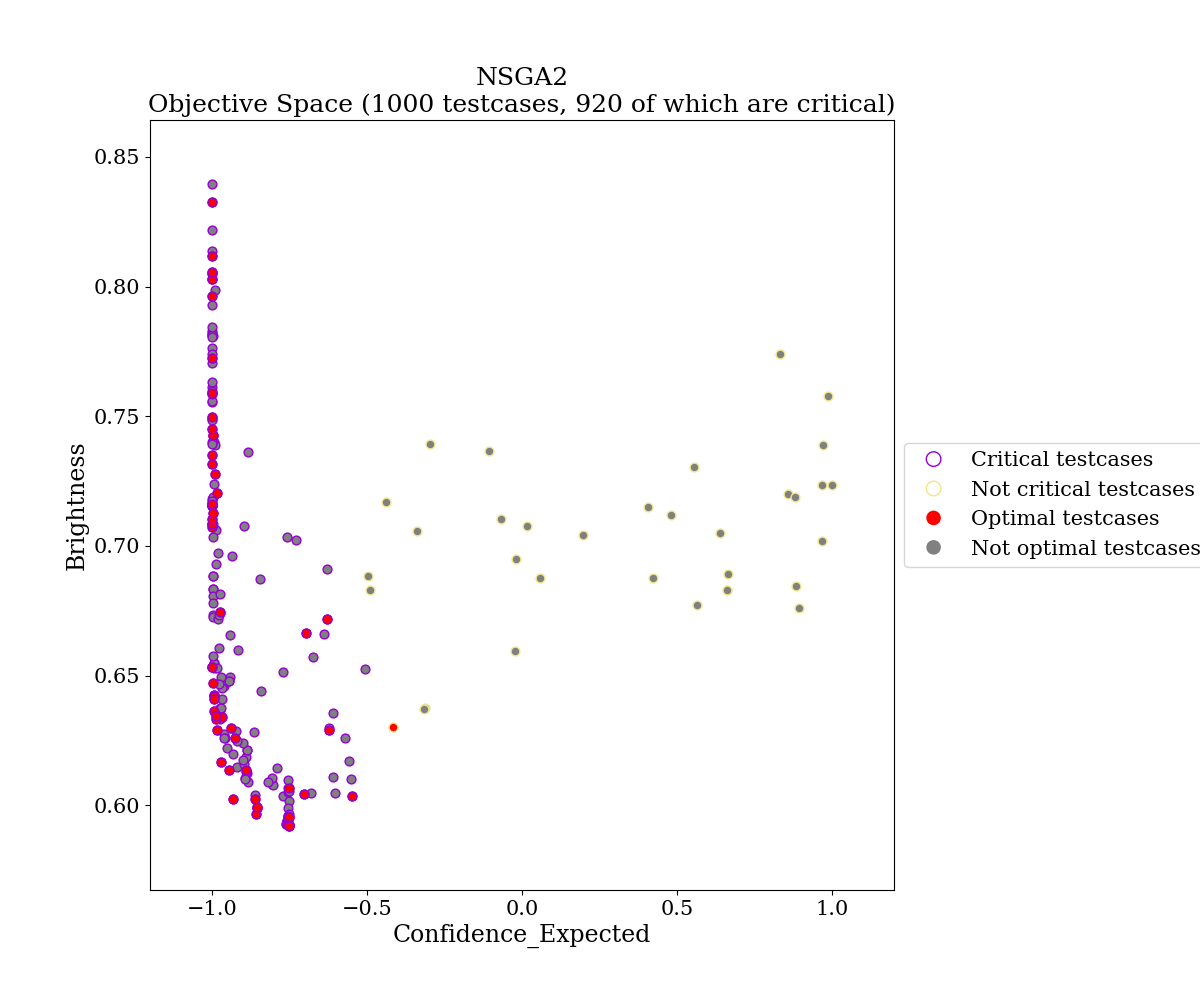 NSGA2
Objective Space (1000 testcases, 920 of which are critical)
0.85
0.80
0.75
0.70
0.65
0.60
Brightness
−1.0
−0.5
0.0
0.5
1.0
Confidence_Expected
Critical testcases
Not critical testcases
Optimal testcases
Not optimal testcases